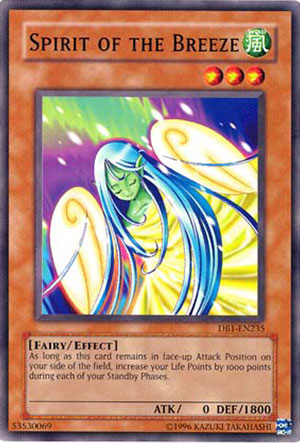 SPIRIT OF THE BREEZE
WIND
風
DB1-EN235
[FAIRY/EFFECT]
As long as this card remains in face-up Attack Position on
your side of the field, increase your Life Points by 1000 points
during each of your Standby Phases.
ATK/ 0 DEF/1800
53530069
©1996 KAZUKI TAKAHASHI